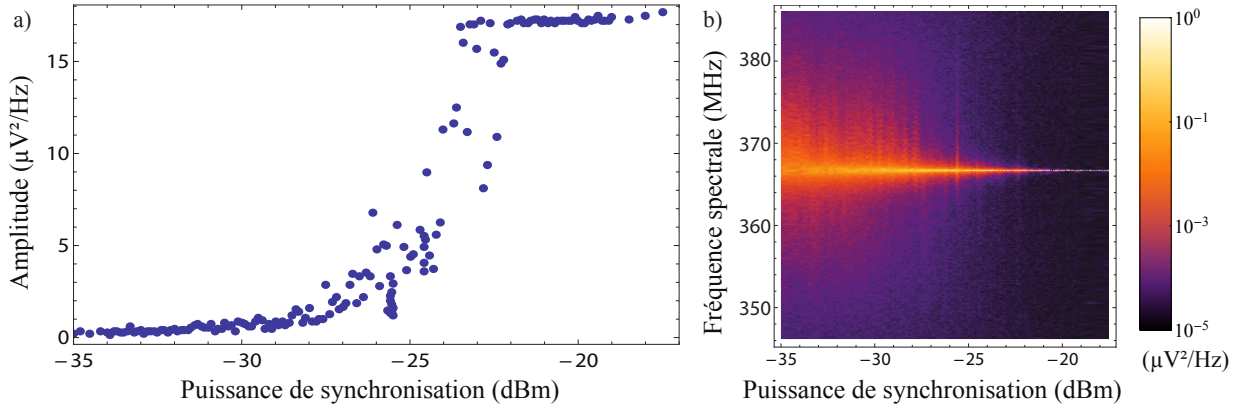 a)
Amplitude (µV²/Hz)
15
10
5
0
−35
−30
−25
−20
Puissance de synchronisation (dBm)
b)
Fréquence spectrale (MHz)
380
370
360
350
−35
−30
−25
−20
Puissance de synchronisation (dBm)
10⁰
10⁻¹
10⁻³
10⁻⁵
(µV²/Hz)